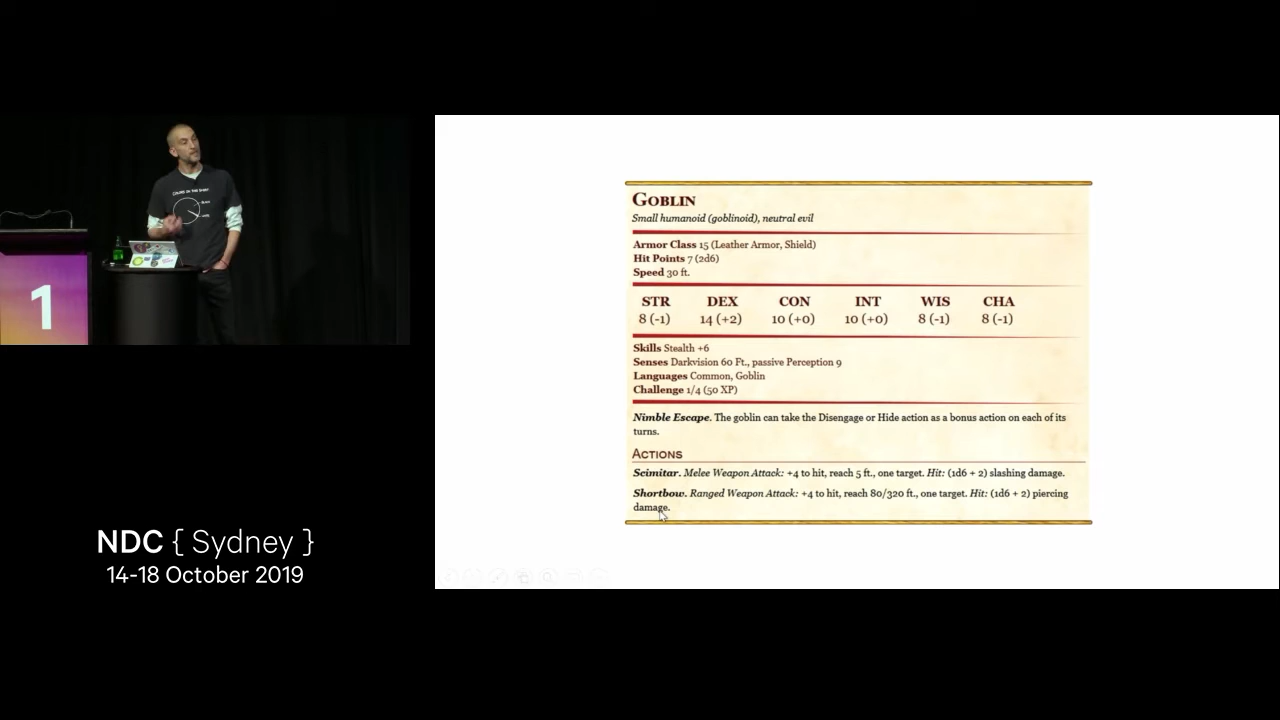 COLORS IN THIS SHIRT
BLACK
WHITE
1
NDC { Sydney }
14-18 October 2019
GOBLIN
Small humanoid (goblinoid), neutral evil
Armor Class 15 (Leather Armor, Shield)
Hit Points 7 (2d6)
Speed 30 ft.
STR DEX CON INT WIS CHA
8 (-1) 14 (+2) 10 (+0) 10 (+0) 8 (-1) 8 (-1)
Skills Stealth +6
Senses Darkvision 60 Ft., passive Perception 9
Languages Common, Goblin
Challenge 1/4 (50 XP)
Nimble Escape. The goblin can take the Disengage or Hide action as a bonus action on each of its
turns.
ACTIONS
Scimitar. Melee Weapon Attack: +4 to hit, reach 5 ft., one target. Hit: (1d6 + 2) slashing damage.
Shortbow. Ranged Weapon Attack: +4 to hit, reach 80/320 ft., one target. Hit: (1d6 + 2) piercing
damage.